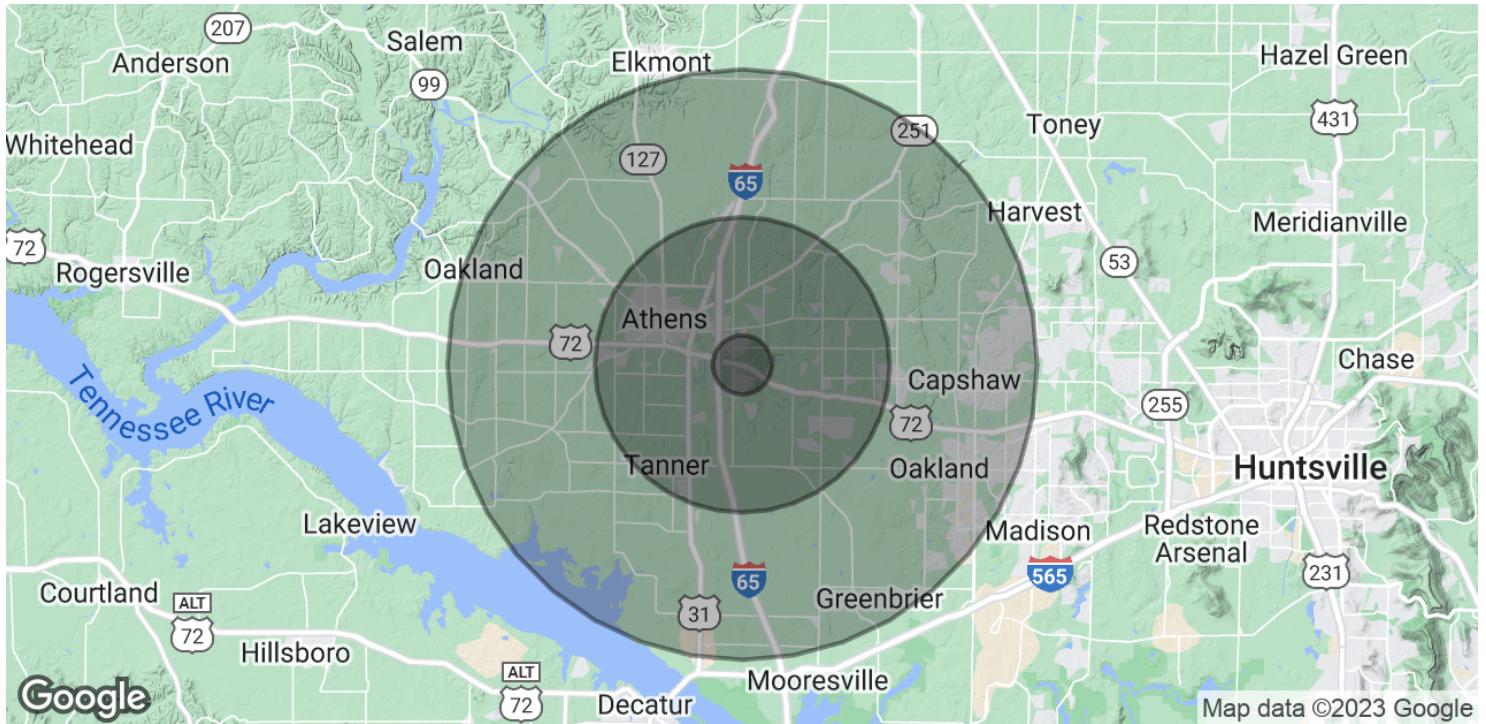 207
Salem
Anderson
Elkmont
Hazel Green
99
431
Toney
251
Whitehead
127
65
Harvest
Meridianville
72
Rogersville
Oakland
53
Athens
72
Chase
Capshaw
Tennessee River
255
72
Tanner
Oakland
Huntsville
Lakeview
Madison
Redstone
Arsenal
65
565
231
Courtland
ALT
72
31
Greenbrier
Hillsboro
ALT
72
Mooresville
Decatur
Google
Map data ©2023 Google